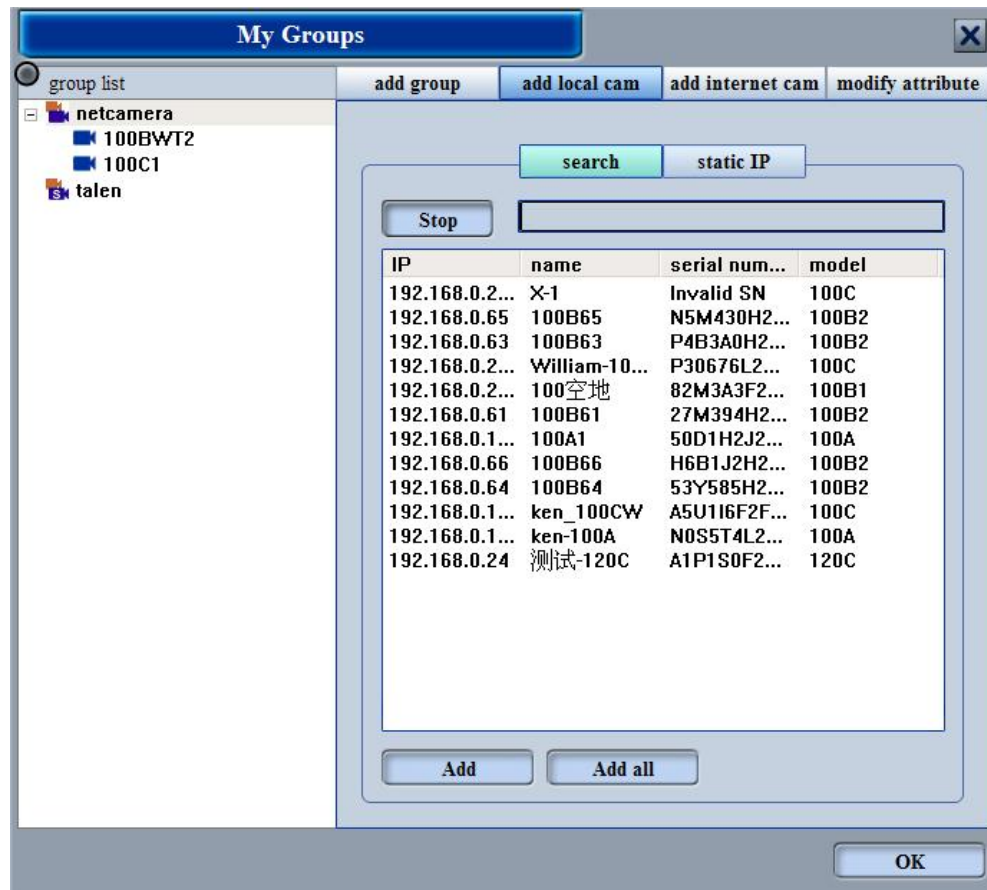 My Groups
group list
add group add local cam add internet cam modify attribute
netcamera
100BWT2
100C1
talen
search static IP
Stop
IP name serial num... model
192.168.0.2... X-1 Invalid SN 100C
192.168.0.65 100B65 N5M430H2... 100B2
192.168.0.63 100B63 P4B3A0H2... 100B2
192.168.0.2... William-10... P30676L2... 100C
192.168.0.2... 100空地 82M3A3F2... 100B1
192.168.0.61 100B61 27M394H2... 100B2
192.168.0.1... 100A1 50D1H2J2... 100A
192.168.0.66 100B66 H6B1J2H2... 100B2
192.168.0.64 100B64 53Y585H2... 100B2
192.168.0.1... ken_100CW A5U1I6F2F... 100C
192.168.0.1... ken-100A N0S5T4L2... 100A
192.168.0.24 测试-120C A1P1S0F2... 120C
Add Add all
OK